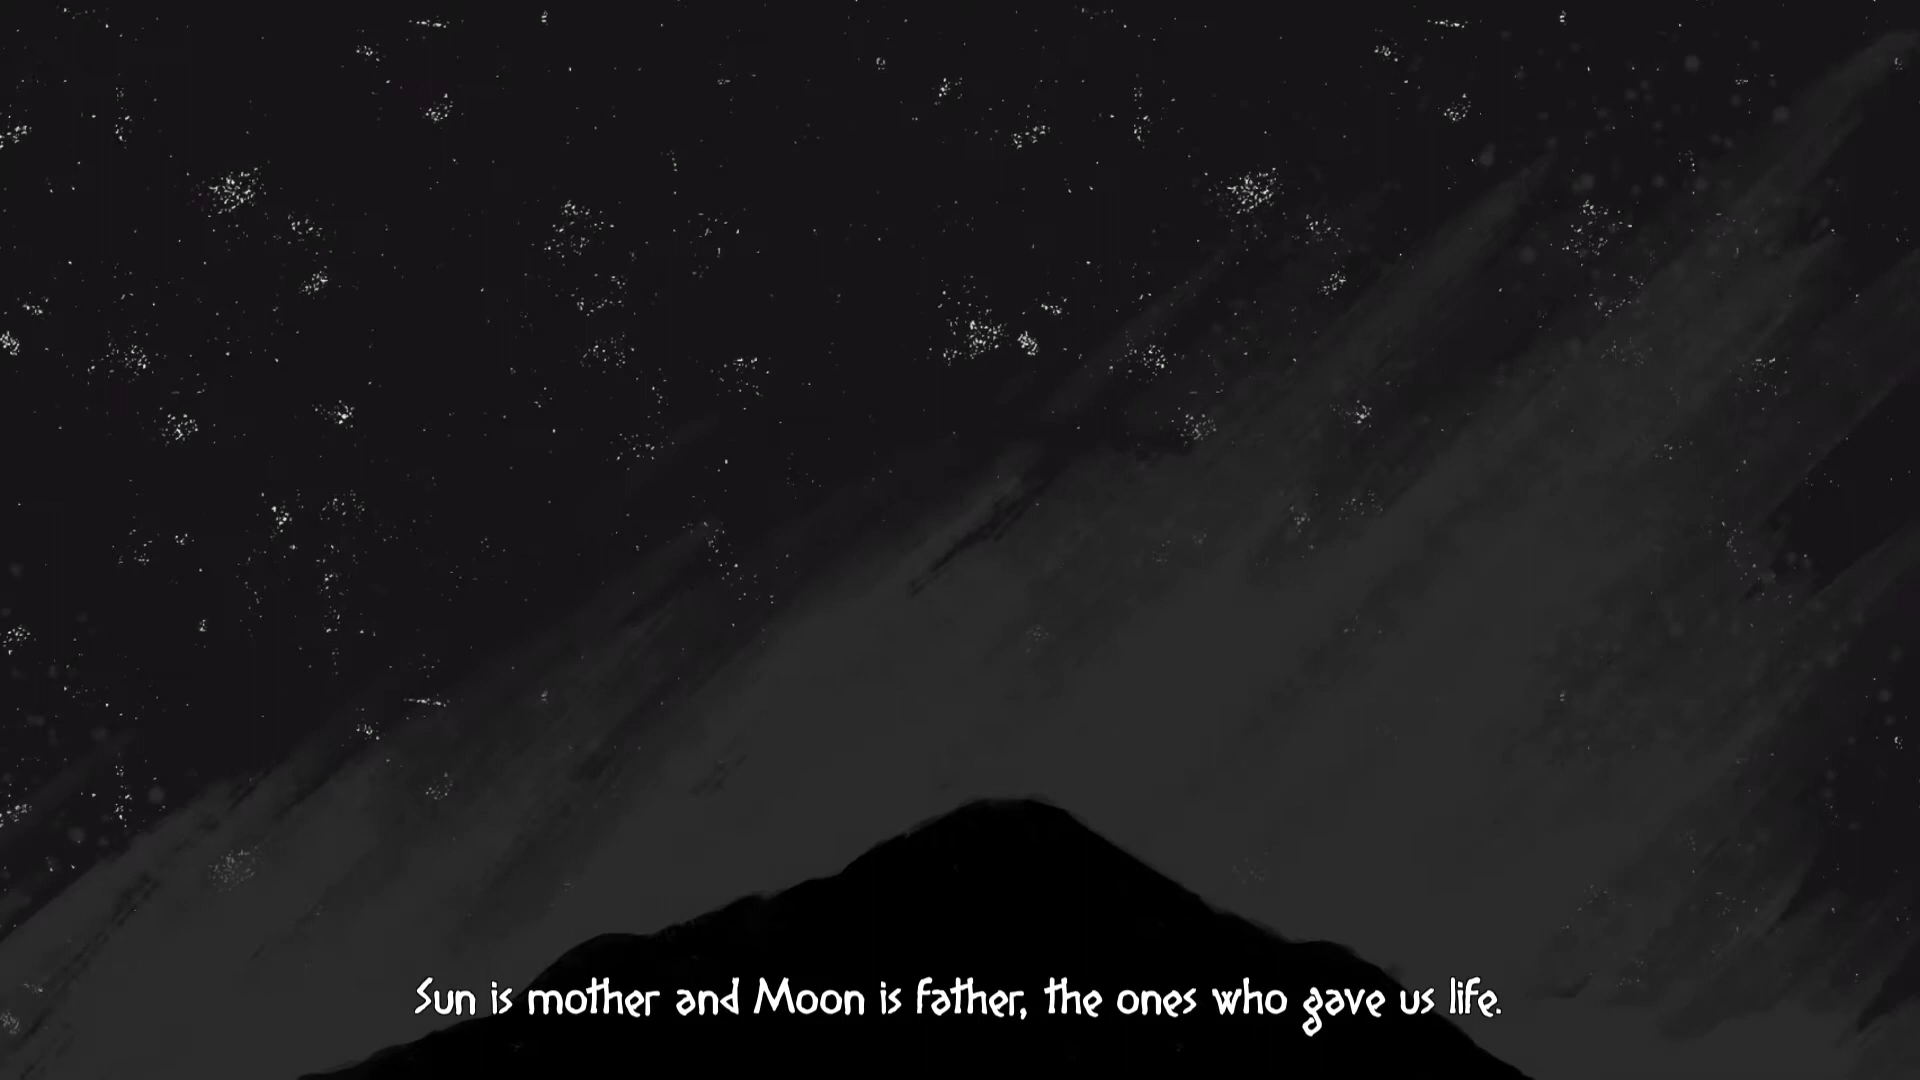 Sun is mother and Moon is father, the ones who gave us life.